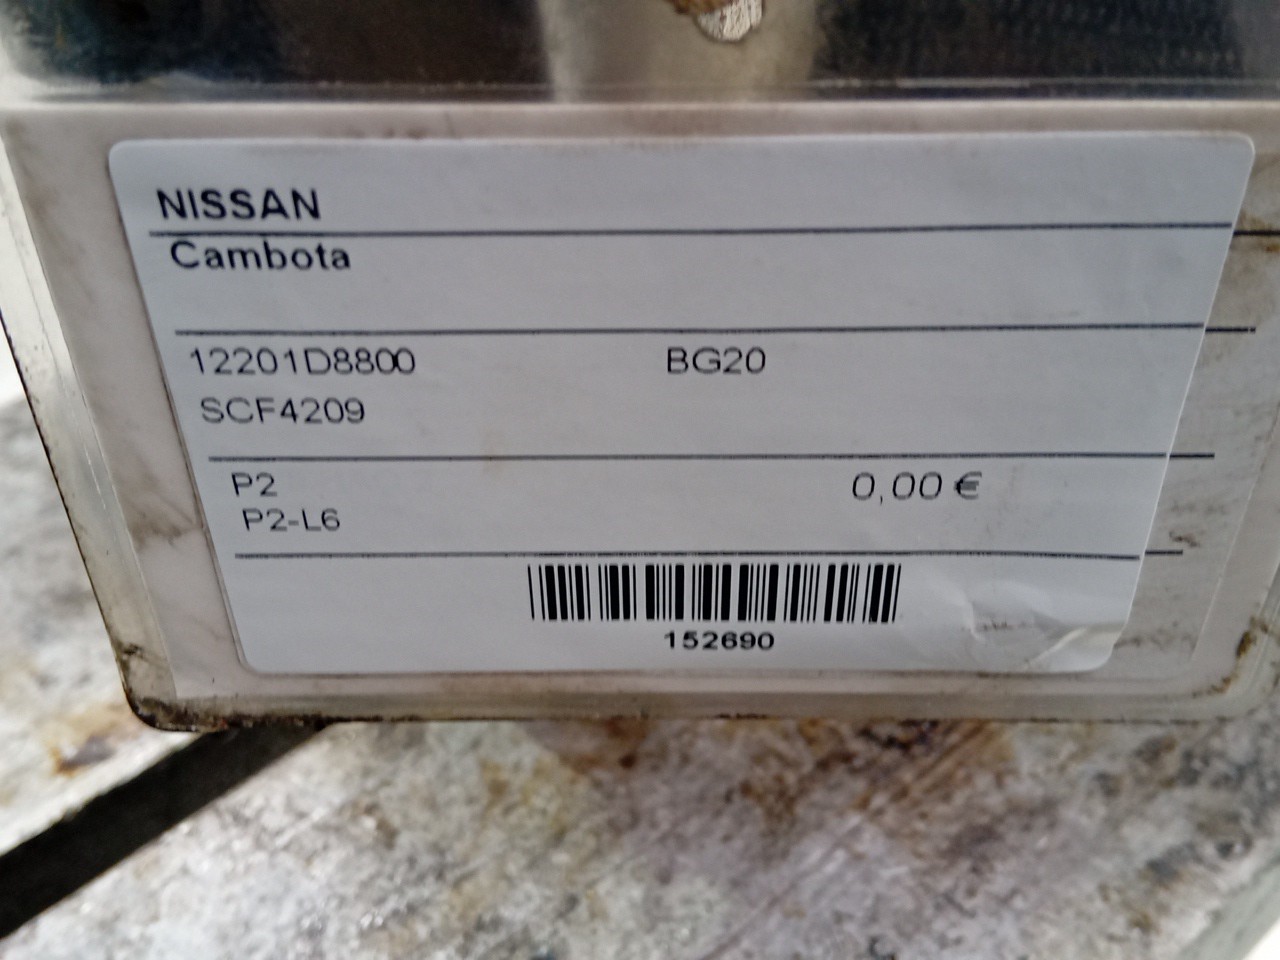 NISSAN
Cambota
12201D8800 BG20
SCF4209
P2 0,00 €
P2-L6
152690